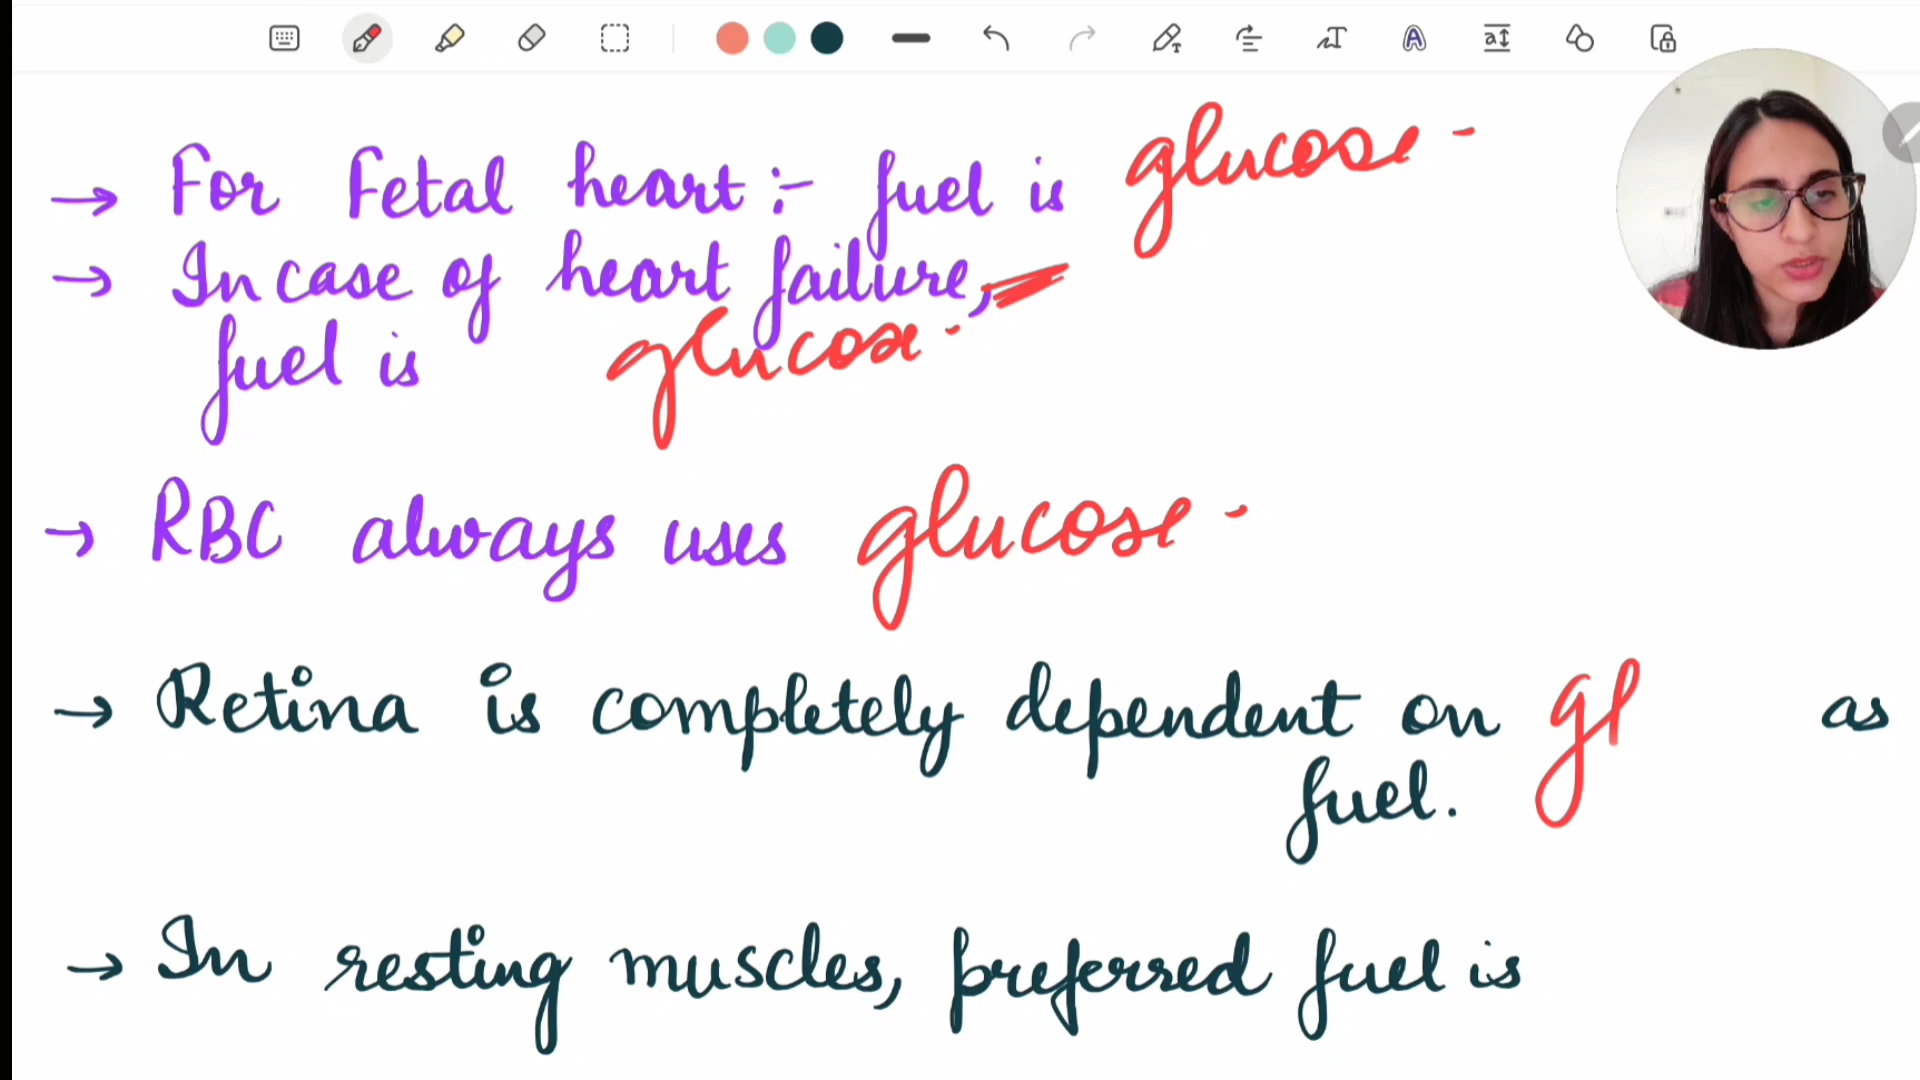 → For Fetal heart :- fuel is glucose -
→ In case of heart failure,
fuel is glucose -
→ RBC always uses glucose -
→ Retina is completely dependent on gl as
fuel.
→ In resting muscles, preferred fuel is